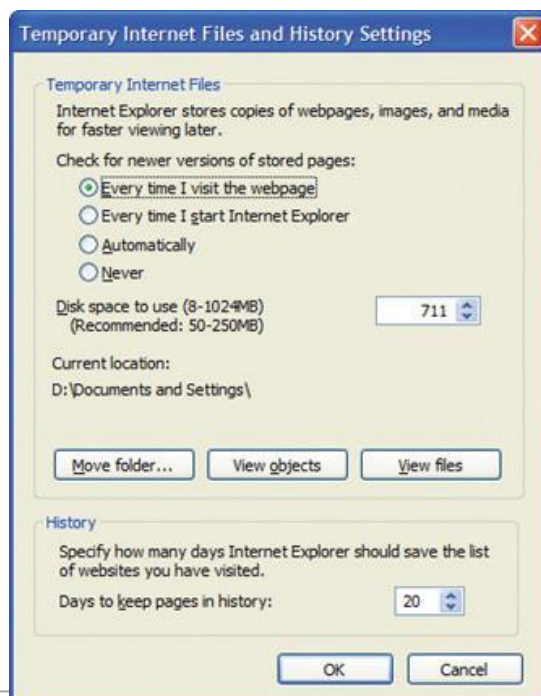 Temporary Internet Files and History Settings
Temporary Internet Files
Internet Explorer stores copies of webpages, images, and media
for faster viewing later.
Check for newer versions of stored pages:
Every time I visit the webpage
Every time I start Internet Explorer
Automatically
Never
Disk space to use (8-1024MB)
(Recommended: 50-250MB)
711
Current location:
D:\Documents and Settings\
Move folder...
View objects
View files
History
Specify how many days Internet Explorer should save the list
of websites you have visited.
Days to keep pages in history:
20
OK
Cancel